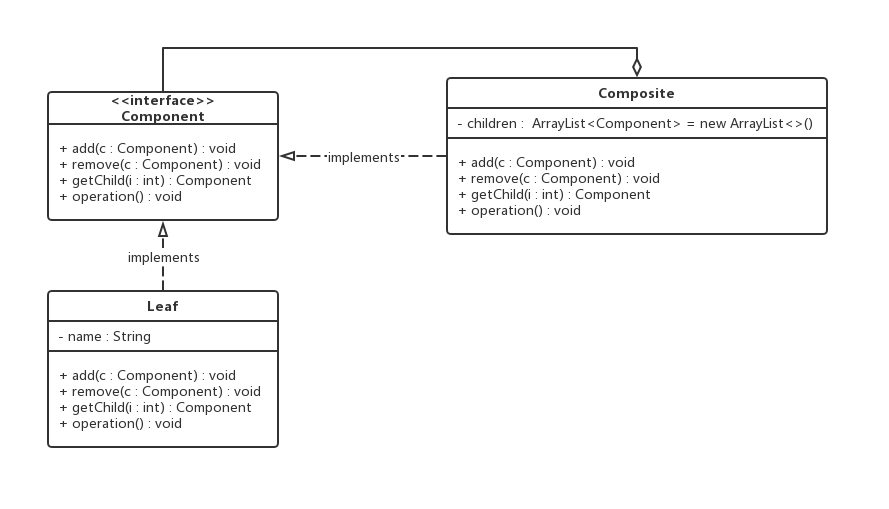 <<interface>>
Component
+ add(c : Component) : void
+ remove(c : Component) : void
+ getChild(i : int) : Component
+ operation() : void
implements
Composite
- children :  ArrayList<Component> = new ArrayList<>()
+ add(c : Component) : void
+ remove(c : Component) : void
+ getChild(i : int) : Component
+ operation() : void
implements
Leaf
- name : String
+ add(c : Component) : void
+ remove(c : Component) : void
+ getChild(i : int) : Component
+ operation() : void